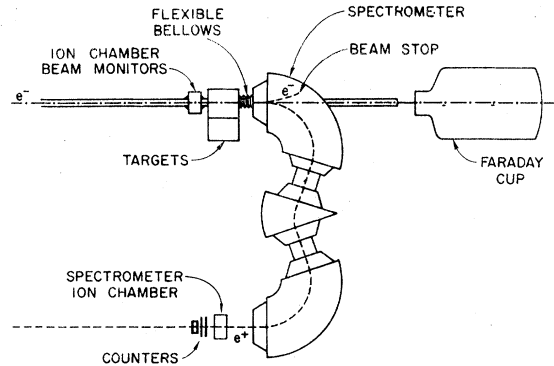 FLEXIBLE
BELLOWS
SPECTROMETER
BEAM STOP
ION CHAMBER
BEAM MONITORS
e⁻
e⁻
TARGETS
FARADAY
CUP
SPECTROMETER
ION CHAMBER
e⁺
COUNTERS